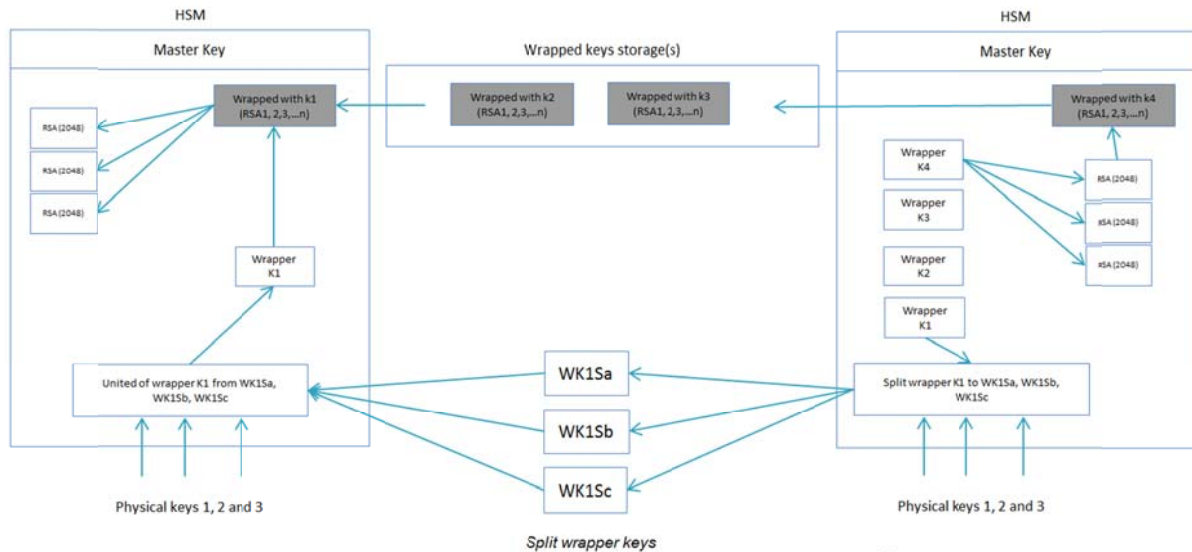 HSM
Master Key
Wrapped with k1
(RSA1, 2,3,...n)
RSA (2048)
RSA (2048)
RSA (2048)
Wrapper
K1
United of wrapper K1 from WK1Sa,
WK1Sb, WK1Sc
Physical keys 1, 2 and 3
Wrapped keys storage(s)
Wrapped with k2
(RSA1, 2,3,...n)
Wrapped with k3
(RSA1, 2,3,...n)
WK1Sa
WK1Sb
WK1Sc
Split wrapper keys
HSM
Master Key
Wrapped with k4
(RSA1, 2,3,...n)
Wrapper
K4
Wrapper
K3
Wrapper
K2
Wrapper
K1
RSA (2048)
RSA (2048)
RSA (2048)
Split wrapper K1 to WK1Sa, WK1Sb,
WK1Sc
Physical keys 1, 2 and 3